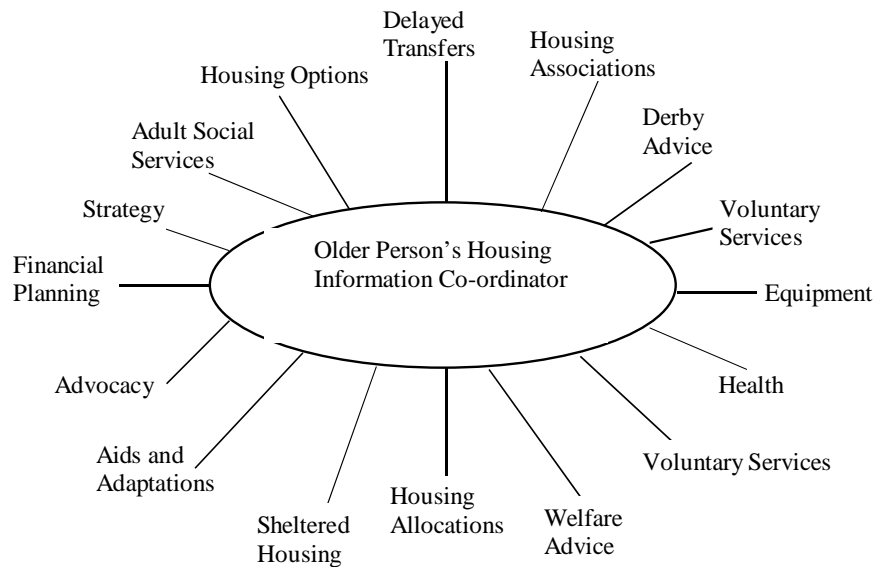 Delayed
Transfers
Housing
Associations
Housing Options
Derby
Advice
Adult Social
Services
Strategy
Voluntary
Services
Older Person’s Housing
Information Co-ordinator
Financial
Planning
Equipment
Advocacy
Health
Aids and
Adaptations
Voluntary Services
Housing
Allocations
Sheltered
Housing
Welfare
Advice